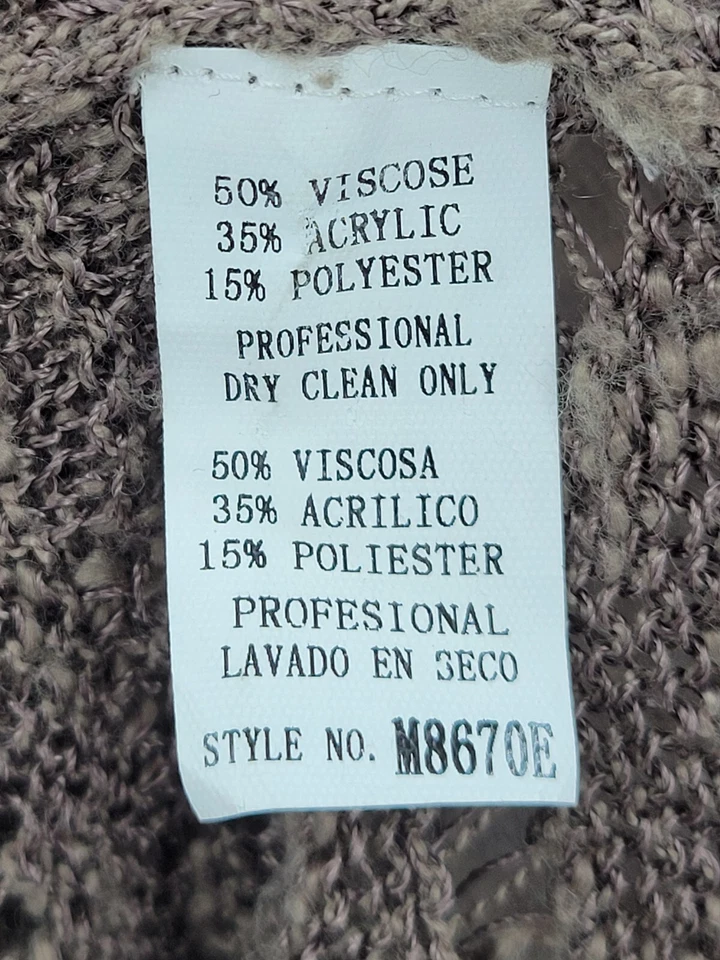 50% VISCOSE
35% ACRYLIC
15% POLYESTER
PROFESSIONAL
DRY CLEAN ONLY
50% VISCOSA
35% ACRILICO
15% POLIESTER
PROFESIONAL
LAVADO EN SECO
STYLE NO. M8670E